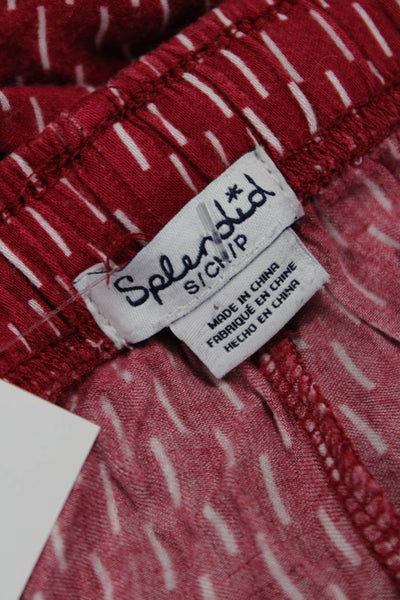 Splendid
S/CH/P
MADE IN CHINA
FABRIQUÉ EN CHINE
HECHO EN CHINA